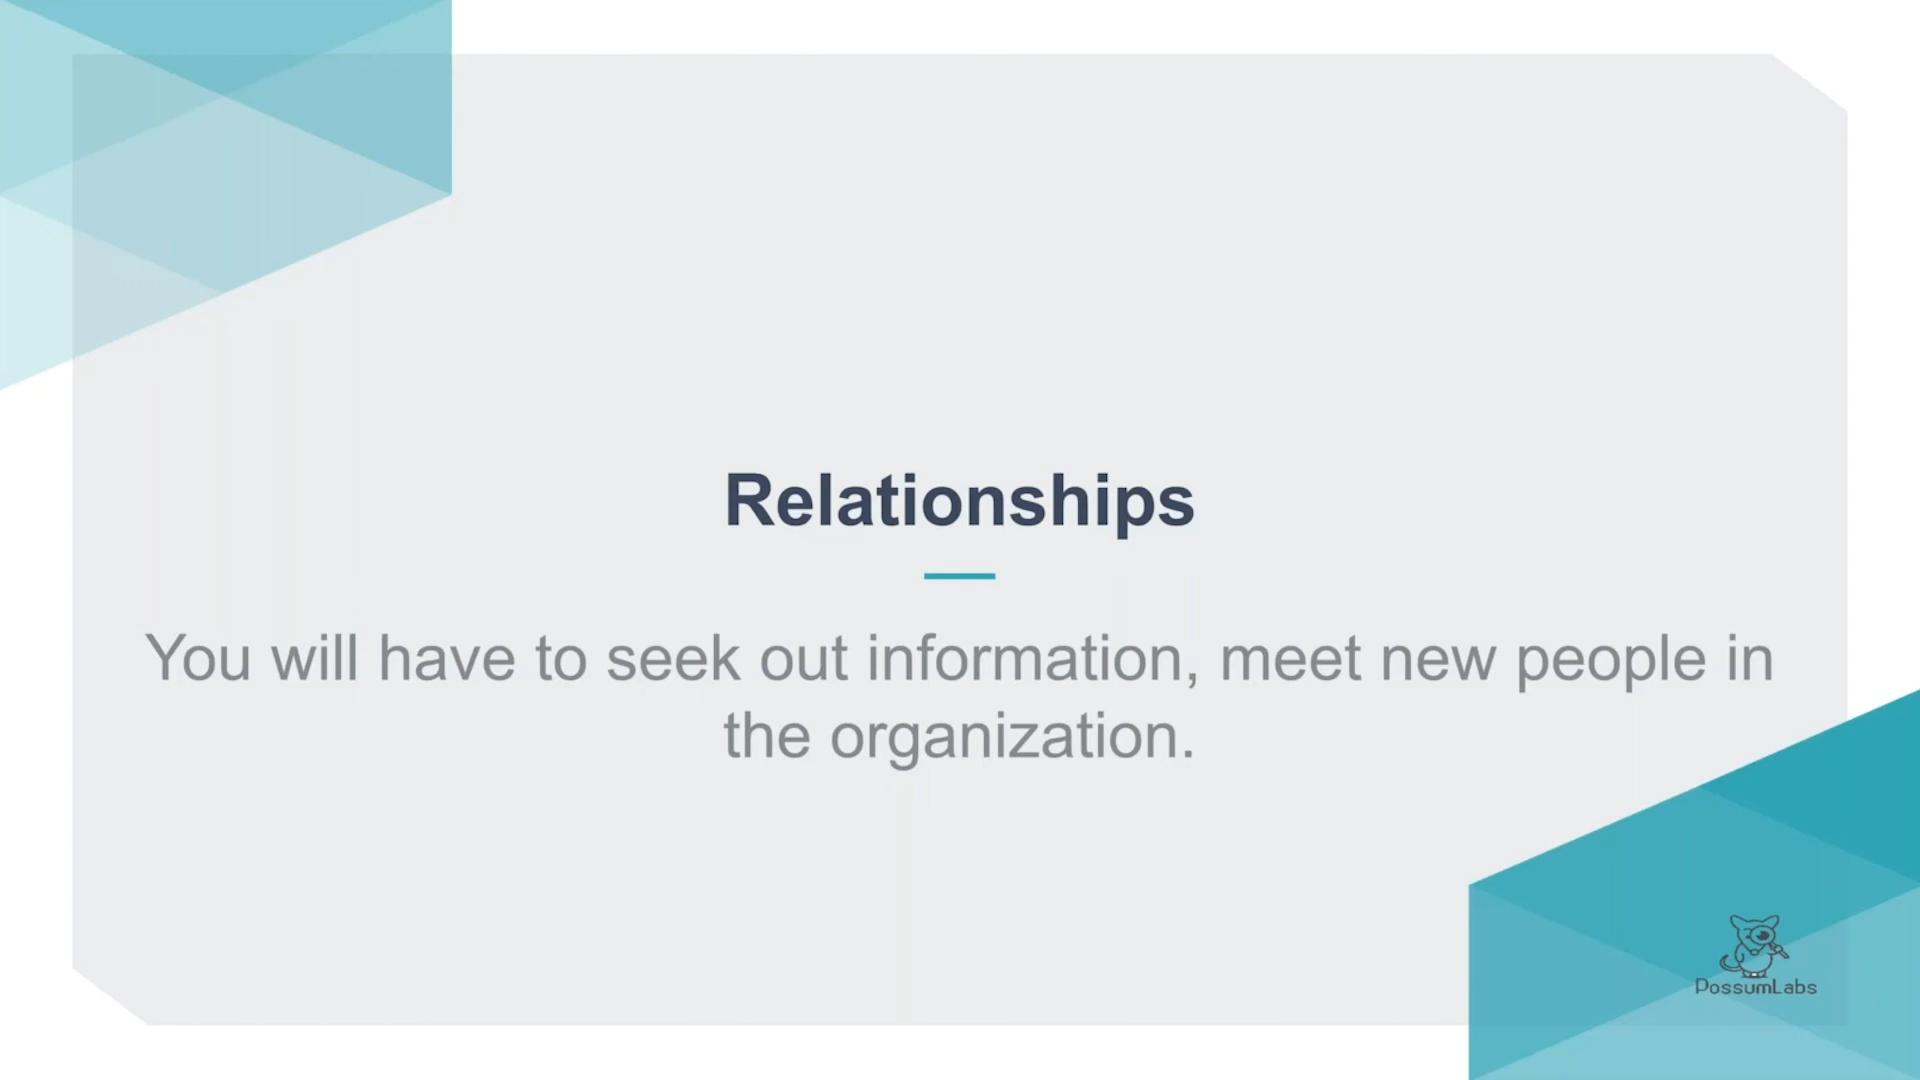 Relationships
You will have to seek out information, meet new people in
the organization.
PossumLabs